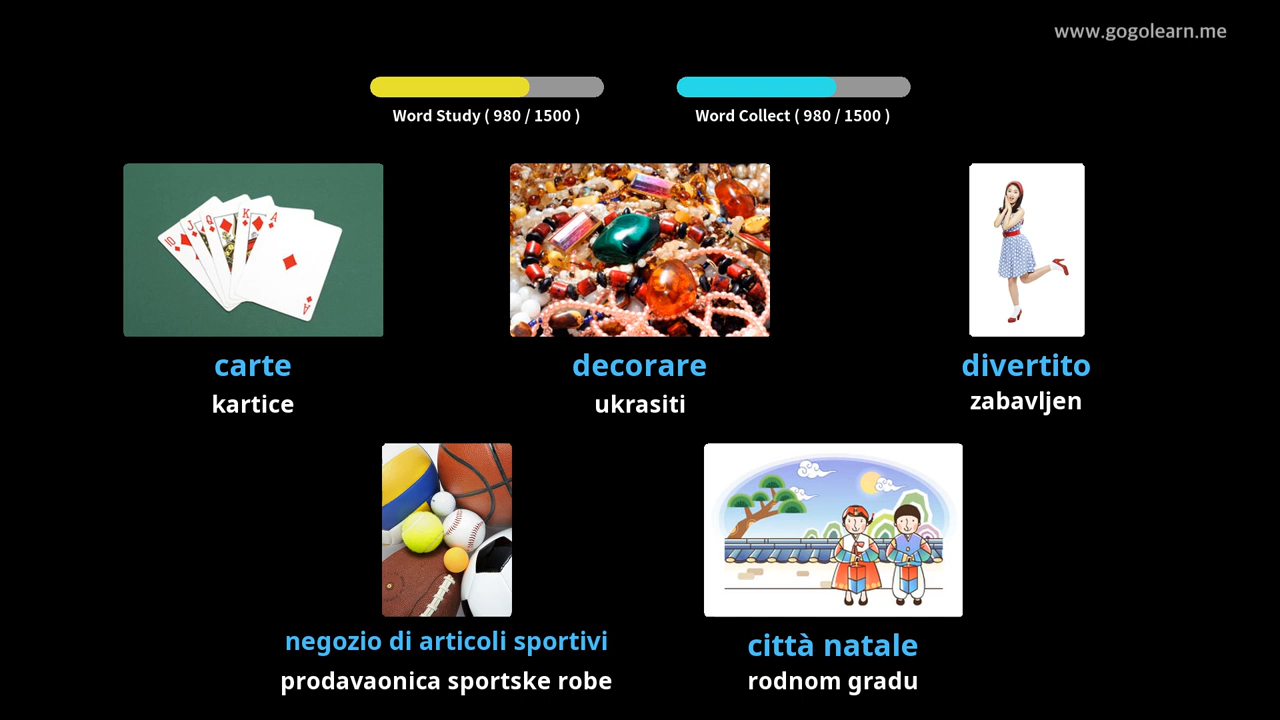 www.gogolearn.me
Word Study ( 980 / 1500 )
Word Collect ( 980 / 1500 )
10 J Q K A
A
carte
decorare
divertito
kartice
ukrasiti
zabavljen
negozio di articoli sportivi
città natale
prodavaonica sportske robe
rodnom gradu